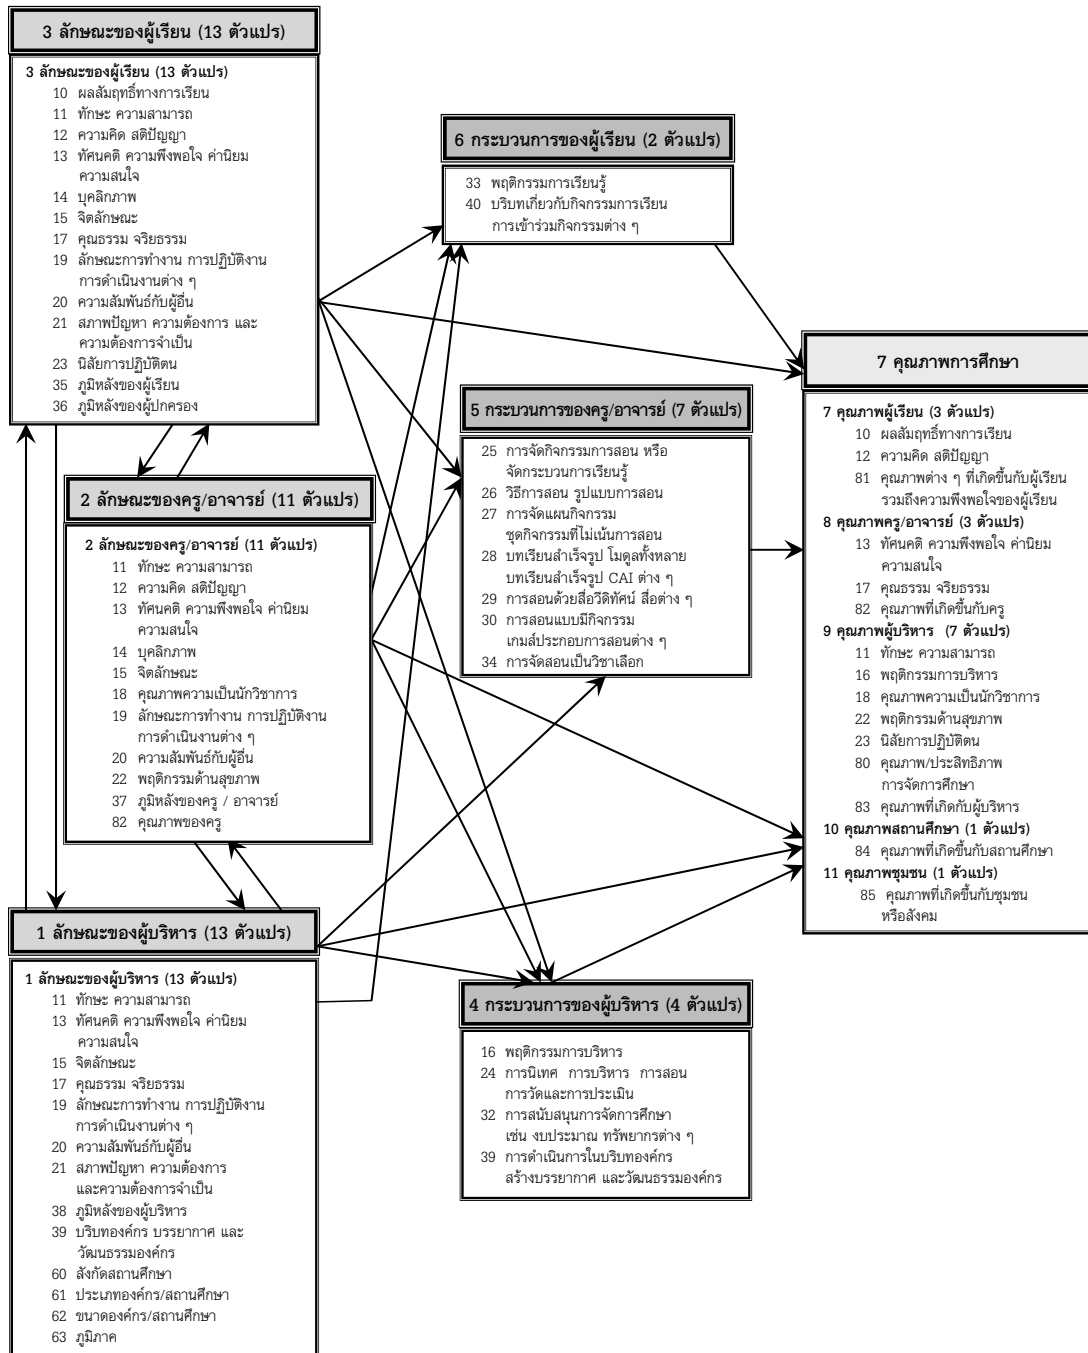 3 ลักษณะของผู้เรียน (13 ตัวแปร)
3 ลักษณะของผู้เรียน (13 ตัวแปร)
10 ผลสัมฤทธิ์ทางการเรียน
11 ทักษะ ความสามารถ
12 ความคิด สติปัญญา
13 ทัศนคติ ความพึงพอใจ ค่านิยม
ความสนใจ
14 บุคลิกภาพ
15 จิตลักษณะ
17 คุณธรรม จริยธรรม
19 ลักษณะการทำงาน การปฏิบัติงาน
การดำเนินงานต่าง ๆ
20 ความสัมพันธ์กับผู้อื่น
21 สภาพปัญหา ความต้องการ และ
ความต้องการจำเป็น
23 นิสัยการปฏิบัติตน
35 ภูมิหลังของผู้เรียน
36 ภูมิหลังของผู้ปกครอง
2 ลักษณะของครู/อาจารย์ (11 ตัวแปร)
2 ลักษณะของครู/อาจารย์ (11 ตัวแปร)
11 ทักษะ ความสามารถ
12 ความคิด สติปัญญา
13 ทัศนคติ ความพึงพอใจ ค่านิยม
ความสนใจ
14 บุคลิกภาพ
15 จิตลักษณะ
18 คุณภาพความเป็นนักวิชาการ
19 ลักษณะการทำงาน การปฏิบัติงาน
การดำเนินงานต่าง ๆ
20 ความสัมพันธ์กับผู้อื่น
22 พฤติกรรมด้านสุขภาพ
37 ภูมิหลังของครู / อาจารย์
82 คุณภาพของครู
1 ลักษณะของผู้บริหาร (13 ตัวแปร)
1 ลักษณะของผู้บริหาร (13 ตัวแปร)
11 ทักษะ ความสามารถ
13 ทัศนคติ ความพึงพอใจ ค่านิยม
ความสนใจ
15 จิตลักษณะ
17 คุณธรรม จริยธรรม
19 ลักษณะการทำงาน การปฏิบัติงาน
การดำเนินงานต่าง ๆ
20 ความสัมพันธ์กับผู้อื่น
21 สภาพปัญหา ความต้องการ
และความต้องการจำเป็น
38 ภูมิหลังของผู้บริหาร
39 บริบทองค์กร บรรยากาศ และ
วัฒนธรรมองค์กร
60 สังกัดสถานศึกษา
61 ประเภทองค์กร/สถานศึกษา
62 ขนาดองค์กร/สถานศึกษา
63 ภูมิภาค
6 กระบวนการของผู้เรียน (2 ตัวแปร)
33 พฤติกรรมการเรียนรู้
40 บริบทเกี่ยวกับกิจกรรมการเรียน
การเข้าร่วมกิจกรรมต่าง ๆ
5 กระบวนการของครู/อาจารย์ (7 ตัวแปร)
25 การจัดกิจกรรมการสอน หรือ
จัดกระบวนการเรียนรู้
26 วิธีการสอน รูปแบบการสอน
27 การจัดแผนกิจกรรม
ชุดกิจกรรมที่ไม่เน้นการสอน
28 บทเรียนสำเร็จรูป โมดูลทั้งหลาย
บทเรียนสำเร็จรูป CAI ต่าง ๆ
29 การสอนด้วยสื่อวีดิทัศน์ สื่อต่าง ๆ
30 การสอนแบบมีกิจกรรม
เกมส์ประกอบการสอนต่าง ๆ
34 การจัดสอนเป็นวิชาเลือก
4 กระบวนการของผู้บริหาร (4 ตัวแปร)
16 พฤติกรรมการบริหาร
24 การนิเทศ การบริหาร การสอน
การวัดและการประเมิน
32 การสนับสนุนการจัดการศึกษา
เช่น งบประมาณ ทรัพยากรต่าง ๆ
39 การดำเนินการในบริบทองค์กร
สร้างบรรยากาศ และวัฒนธรรมองค์กร
7 คุณภาพการศึกษา
7 คุณภาพผู้เรียน (3 ตัวแปร)
10 ผลสัมฤทธิ์ทางการเรียน
12 ความคิด สติปัญญา
81 คุณภาพต่าง ๆ ที่เกิดขึ้นกับผู้เรียน
รวมถึงความพึงพอใจของผู้เรียน
8 คุณภาพครู/อาจารย์ (3 ตัวแปร)
13 ทัศนคติ ความพึงพอใจ ค่านิยม
ความสนใจ
17 คุณธรรม จริยธรรม
82 คุณภาพที่เกิดขึ้นกับครู
9 คุณภาพผู้บริหาร (7 ตัวแปร)
11 ทักษะ ความสามารถ
16 พฤติกรรมการบริหาร
18 คุณภาพความเป็นนักวิชาการ
22 พฤติกรรมด้านสุขภาพ
23 นิสัยการปฏิบัติตน
80 คุณภาพ/ประสิทธิภาพ
การจัดการศึกษา
83 คุณภาพที่เกิดกับผู้บริหาร
10 คุณภาพสถานศึกษา (1 ตัวแปร)
84 คุณภาพที่เกิดขึ้นกับสถานศึกษา
11 คุณภาพชุมชน (1 ตัวแปร)
85 คุณภาพที่เกิดขึ้นกับชุมชน
หรือสังคม